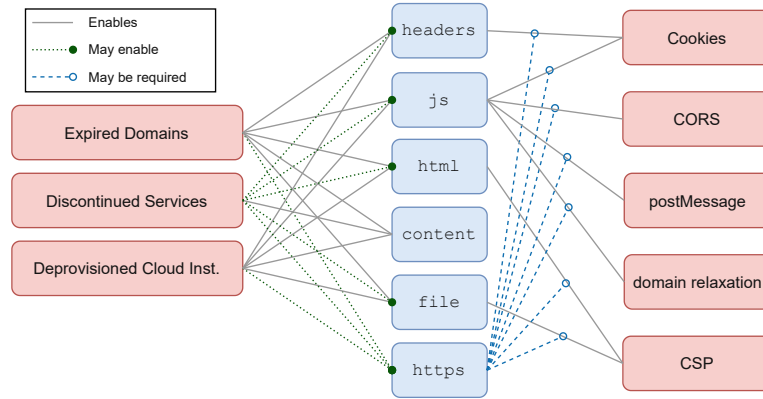 Enables
May enable
May be required
Expired Domains
Discontinued Services
Deprovisioned Cloud Inst.
headers
js
html
content
file
https
Cookies
CORS
postMessage
domain relaxation
CSP